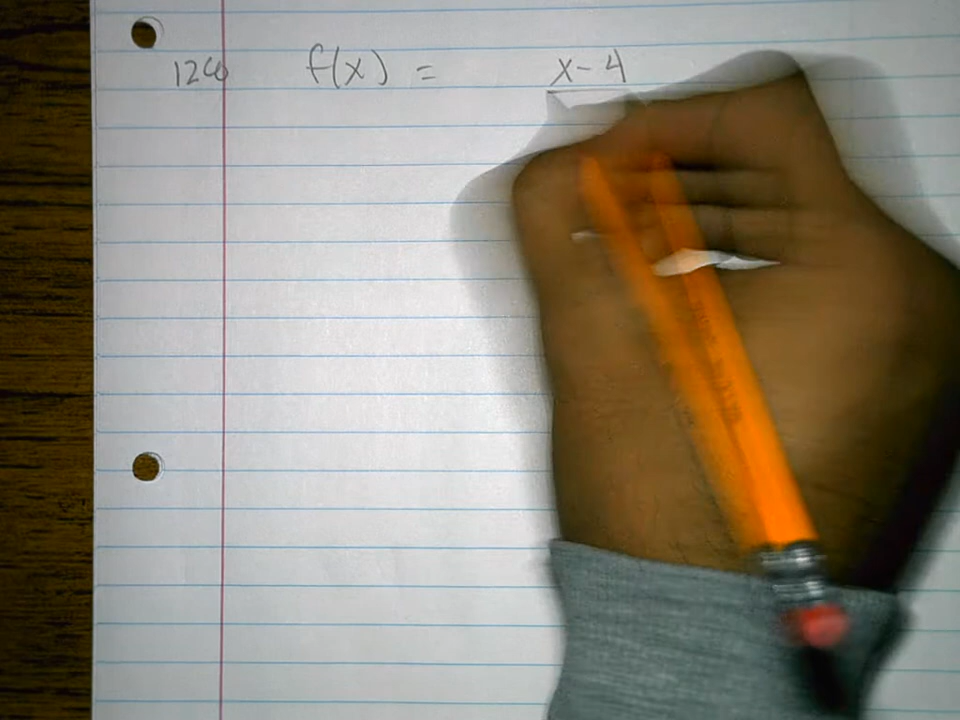 126 f(x) = x-4